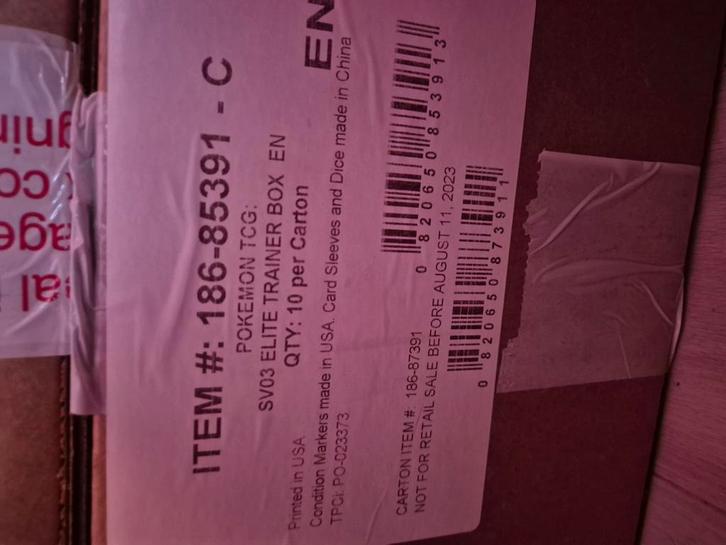 ITEM #: 186-85391 - C
POKEMON TCG:
SV03 ELITE TRAINER BOX EN
QTY: 10 per Carton
EN
Printed in USA
Condition Markers made in USA. Card Sleeves and Dice made in China
TPCi: PO-023373
0 820650 853913
CARTON ITEM #: 186-87391
NOT FOR RETAIL SALE BEFORE AUGUST 11, 2023
0 820650 873911